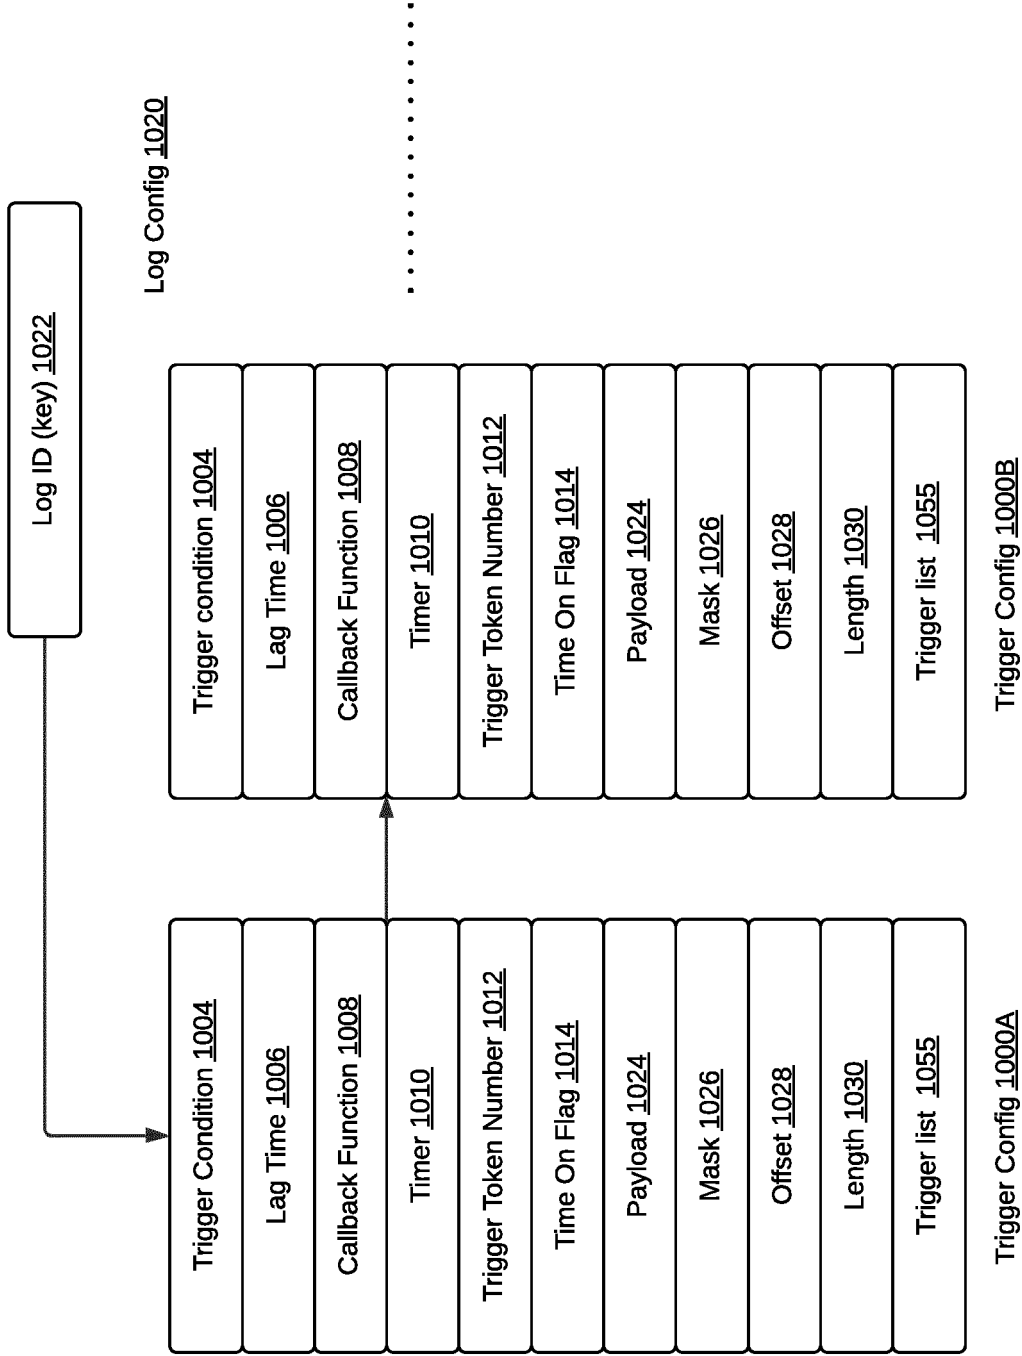 Log ID (key) 1022
Log Config 1020
Trigger Condition 1004
Lag Time 1006
Callback Function 1008
Timer 1010
Trigger Token Number 1012
Time On Flag 1014
Payload 1024
Mask 1026
Offset 1028
Length 1030
Trigger list 1055
Trigger Config 1000A
Trigger condition 1004
Lag Time 1006
Callback Function 1008
Timer 1010
Trigger Token Number 1012
Time On Flag 1014
Payload 1024
Mask 1026
Offset 1028
Length 1030
Trigger list 1055
Trigger Config 1000B